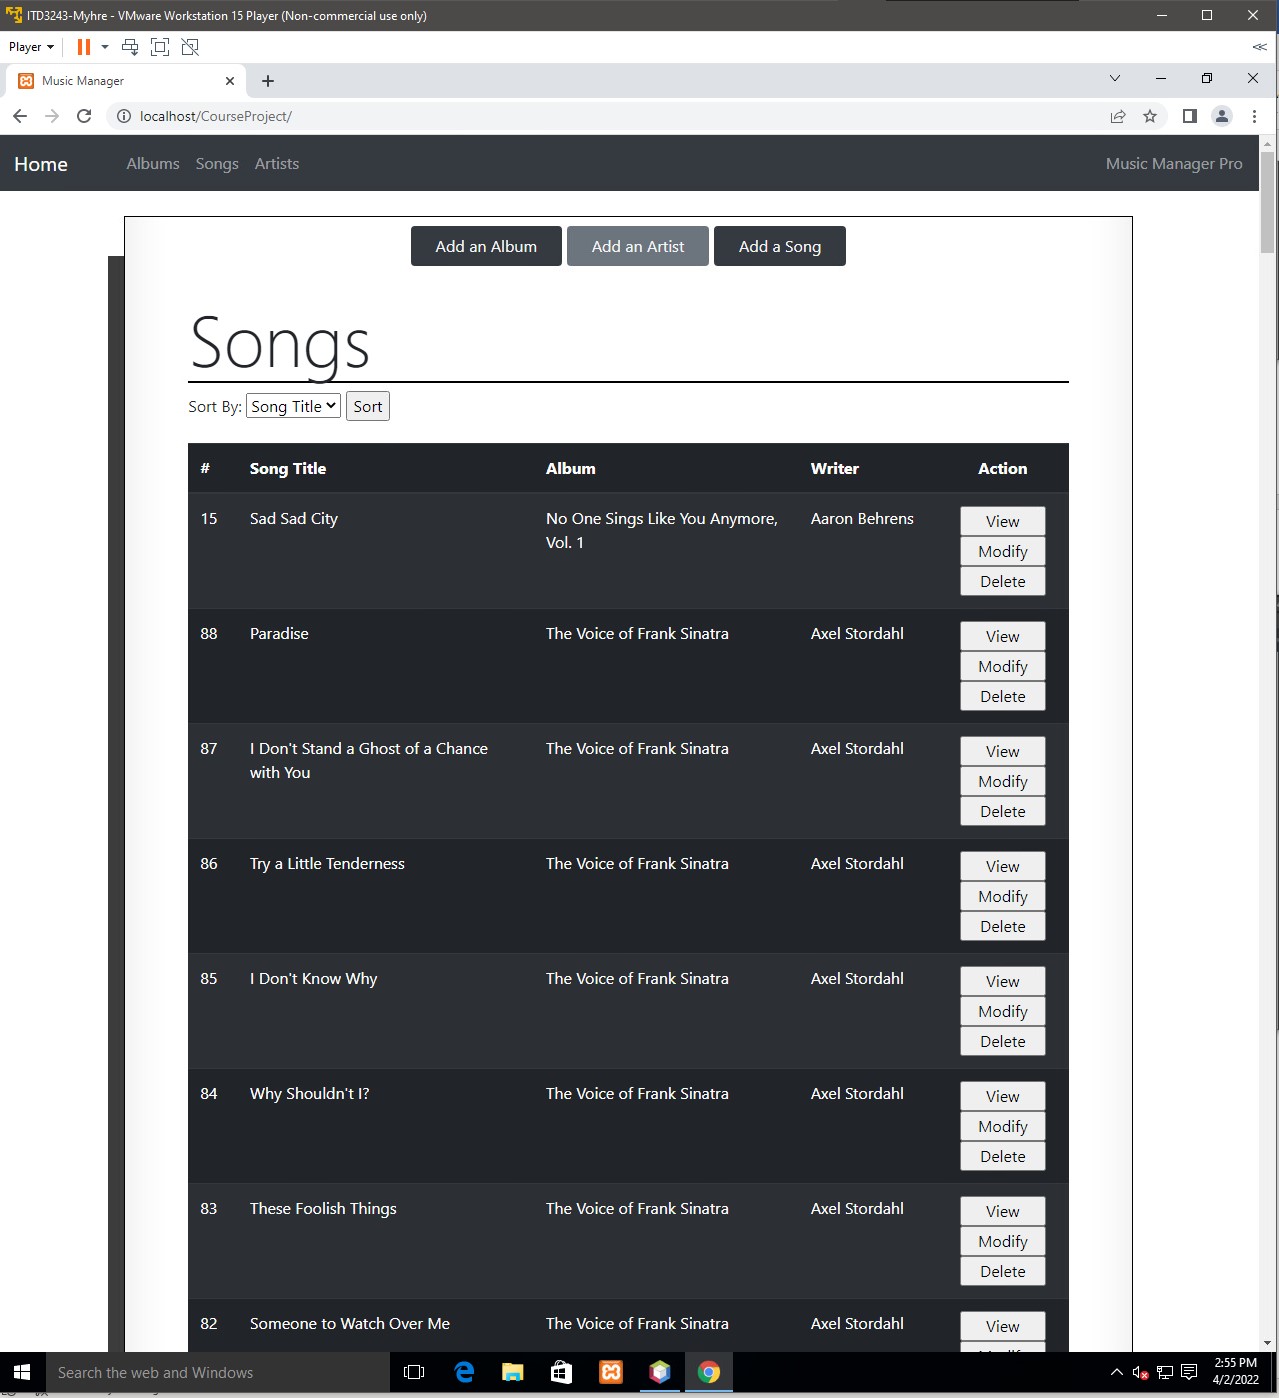 ITD3243-Myhre - VMware Workstation 15 Player (Non-commercial use only)
Player
Music Manager
localhost/CourseProject/
Home Albums Songs Artists Music Manager Pro
Add an Album Add an Artist Add a Song
Songs
Sort By: Song Title Sort
# Song Title Album Writer Action
15 Sad Sad City No One Sings Like You Anymore, Aaron Behrens View
Vol. 1
Modify
Delete
88 Paradise The Voice of Frank Sinatra Axel Stordahl View
Modify
Delete
87 I Don't Stand a Ghost of a Chance The Voice of Frank Sinatra Axel Stordahl View
with You
Modify
Delete
86 Try a Little Tenderness The Voice of Frank Sinatra Axel Stordahl View
Modify
Delete
85 I Don't Know Why The Voice of Frank Sinatra Axel Stordahl View
Modify
Delete
84 Why Shouldn't I? The Voice of Frank Sinatra Axel Stordahl View
Modify
Delete
83 These Foolish Things The Voice of Frank Sinatra Axel Stordahl View
Modify
Delete
82 Someone to Watch Over Me The Voice of Frank Sinatra Axel Stordahl View
Search the web and Windows
2:55 PM
4/2/2022